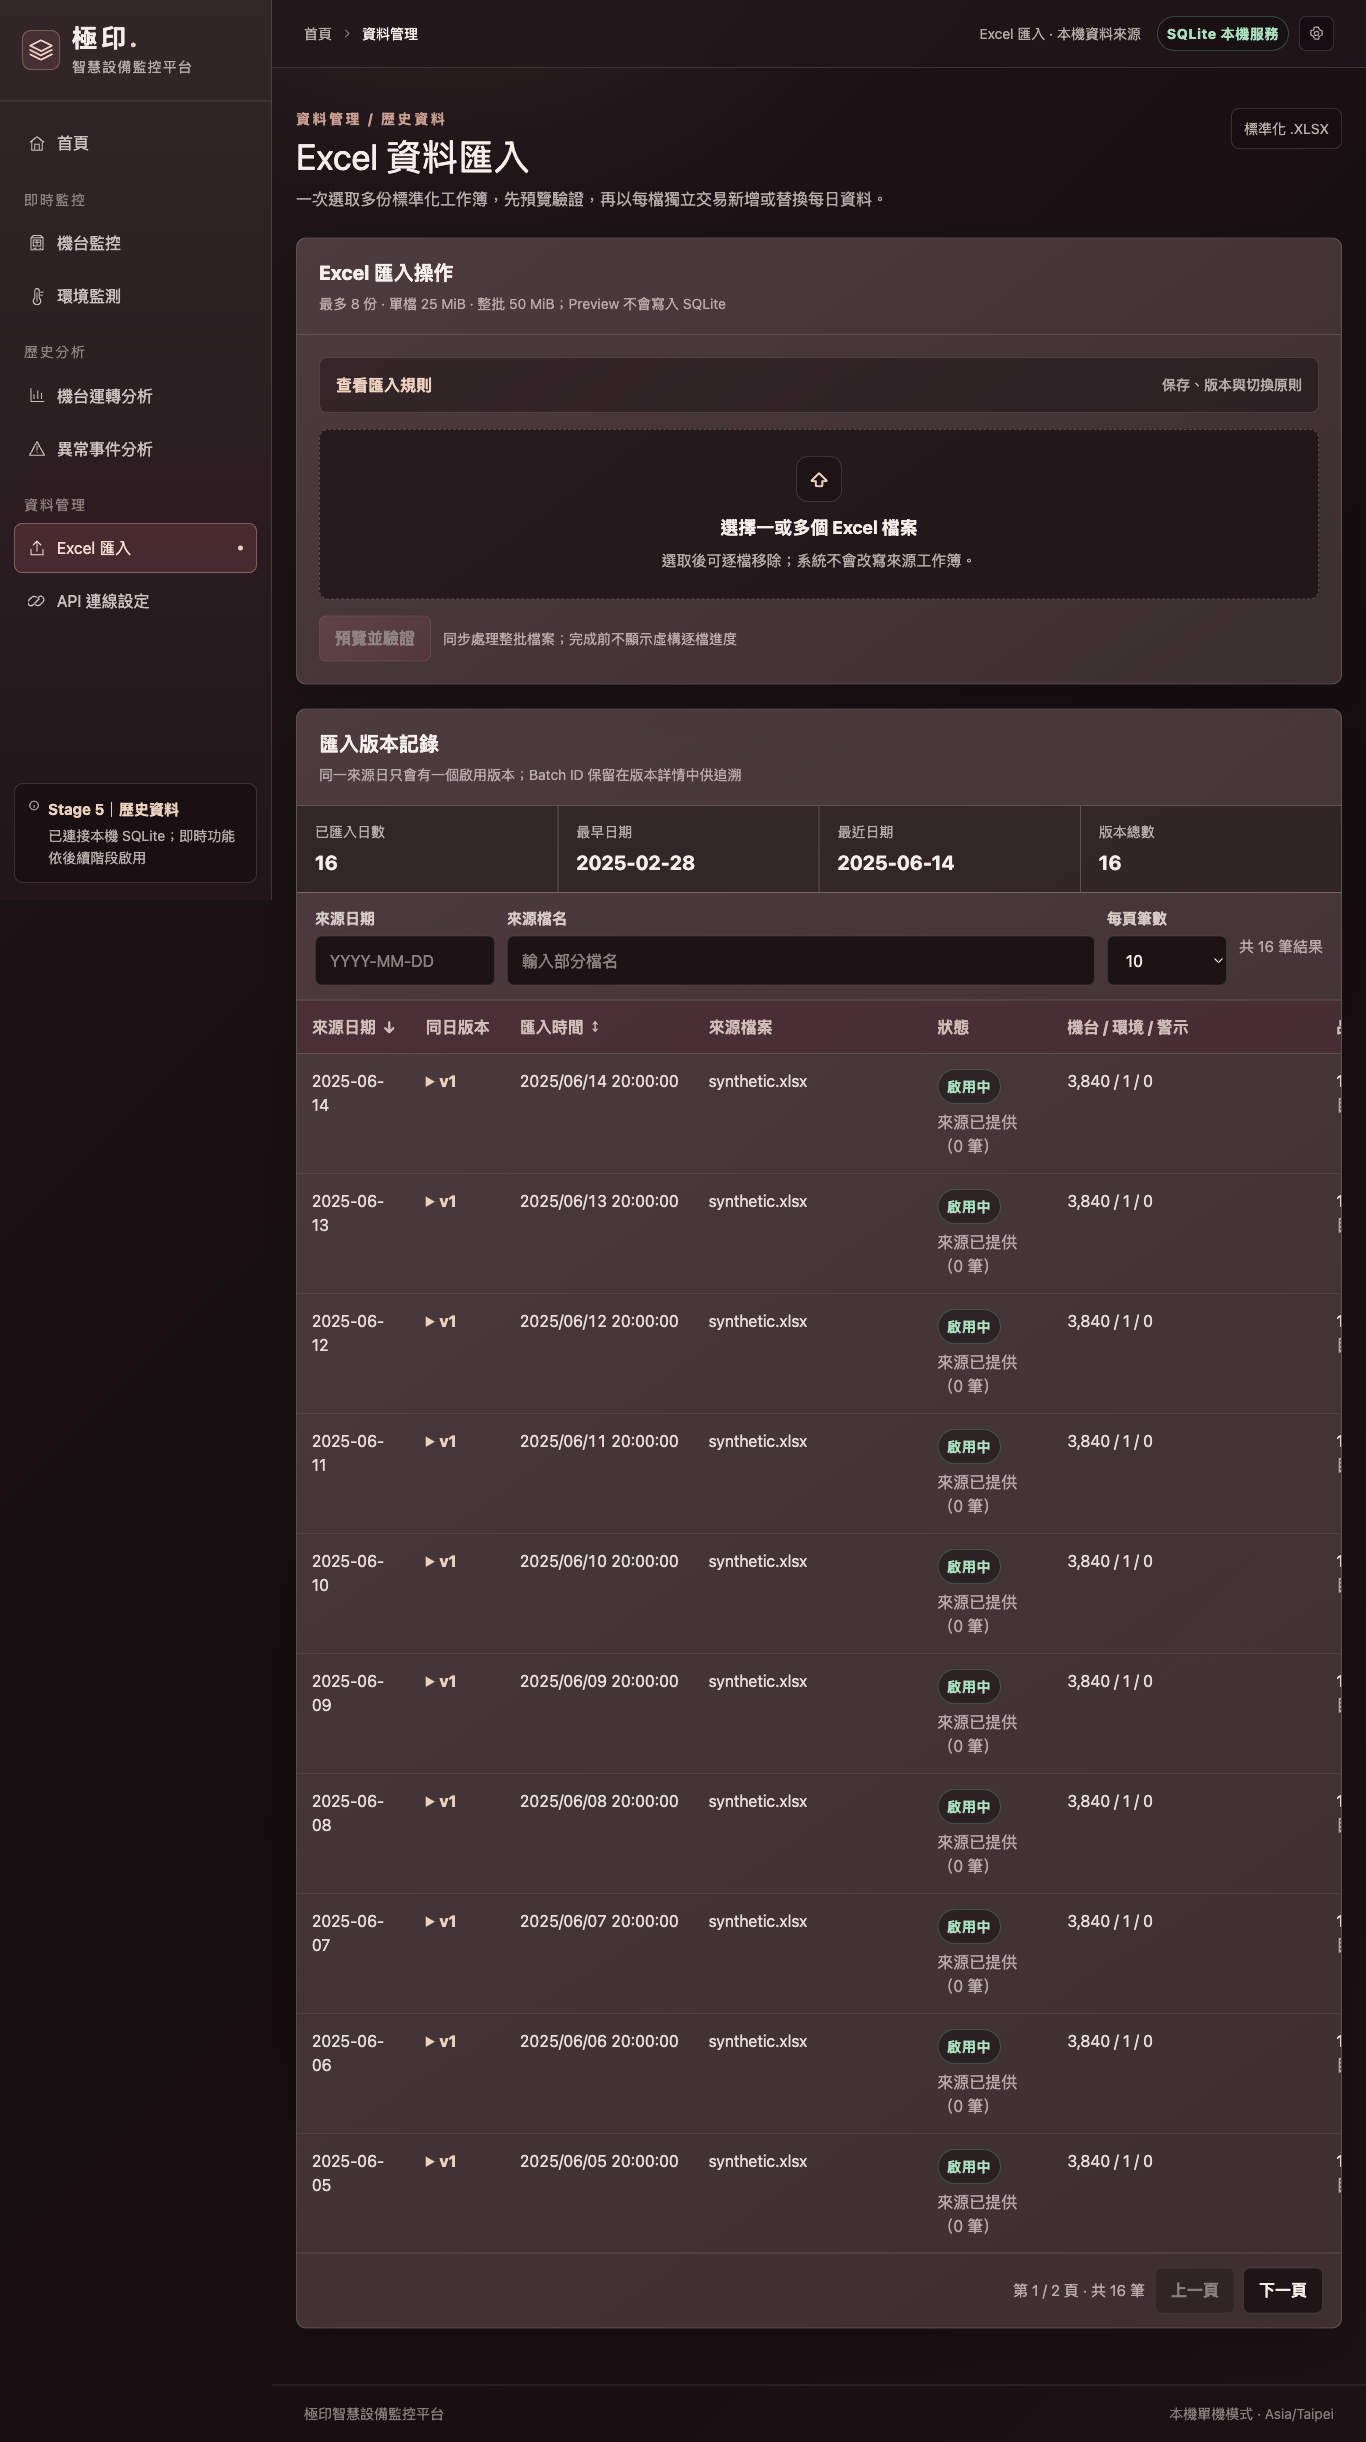 極印.
智慧設備監控平台
首頁
即時監控
機台監控
環境監測
歷史分析
機台運轉分析
異常事件分析
資料管理
Excel 匯入
API 連線設定
Stage 5｜歷史資料
已連接本機 SQLite；即時功能
依後續階段啟用
首頁 › 資料管理
Excel 匯入 · 本機資料來源
SQLite 本機服務
資料管理 / 歷史資料
Excel 資料匯入
一次選取多份標準化工作簿，先預覽驗證，再以每檔獨立交易新增或替換每日資料。
標準化 .XLSX
Excel 匯入操作
最多 8 份 · 單檔 25 MiB · 整批 50 MiB；Preview 不會寫入 SQLite
查看匯入規則
保存、版本與切換原則
選擇一或多個 Excel 檔案
選取後可逐檔移除；系統不會改寫來源工作簿。
預覽並驗證
同步處理整批檔案；完成前不顯示虛構逐檔進度
匯入版本記錄
同一來源日只會有一個啟用版本；Batch ID 保留在版本詳情中供追溯
已匯入日數
16
最早日期
2025-02-28
最近日期
2025-06-14
版本總數
16
來源日期
YYYY-MM-DD
來源檔名
輸入部分檔名
每頁筆數
10
共 16 筆結果
來源日期 ↓ 同日版本 匯入時間 ↕ 來源檔案 狀態 機台 / 環境 / 警示
2025-06-
14
▶ v1
2025/06/14 20:00:00
synthetic.xlsx
啟用中
來源已提供
（0 筆）
3,840 / 1 / 0
2025-06-
13
▶ v1
2025/06/13 20:00:00
synthetic.xlsx
啟用中
來源已提供
（0 筆）
3,840 / 1 / 0
2025-06-
12
▶ v1
2025/06/12 20:00:00
synthetic.xlsx
啟用中
來源已提供
（0 筆）
3,840 / 1 / 0
2025-06-
11
▶ v1
2025/06/11 20:00:00
synthetic.xlsx
啟用中
來源已提供
（0 筆）
3,840 / 1 / 0
2025-06-
10
▶ v1
2025/06/10 20:00:00
synthetic.xlsx
啟用中
來源已提供
（0 筆）
3,840 / 1 / 0
2025-06-
09
▶ v1
2025/06/09 20:00:00
synthetic.xlsx
啟用中
來源已提供
（0 筆）
3,840 / 1 / 0
2025-06-
08
▶ v1
2025/06/08 20:00:00
synthetic.xlsx
啟用中
來源已提供
（0 筆）
3,840 / 1 / 0
2025-06-
07
▶ v1
2025/06/07 20:00:00
synthetic.xlsx
啟用中
來源已提供
（0 筆）
3,840 / 1 / 0
2025-06-
06
▶ v1
2025/06/06 20:00:00
synthetic.xlsx
啟用中
來源已提供
（0 筆）
3,840 / 1 / 0
2025-06-
05
▶ v1
2025/06/05 20:00:00
synthetic.xlsx
啟用中
來源已提供
（0 筆）
3,840 / 1 / 0
第 1 / 2 頁 · 共 16 筆
上一頁
下一頁
極印智慧設備監控平台
本機單機模式 · Asia/Taipei